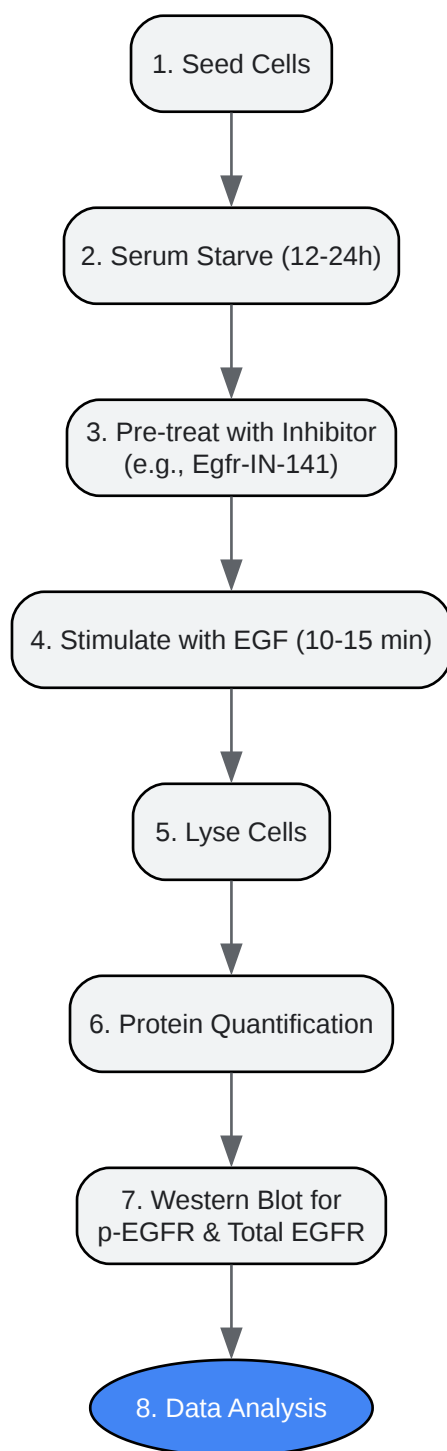 1. Seed Cells
2. Serum Starve (12-24h)
3. Pre-treat with Inhibitor
(e.g., Egfr-IN-141)
4. Stimulate with EGF (10-15 min)
5. Lyse Cells
6. Protein Quantification
7. Western Blot for
p-EGFR & Total EGFR
8. Data Analysis